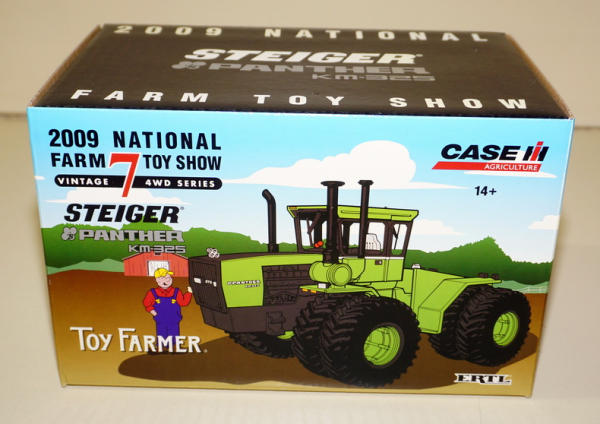 2009 NATIONAL
STEIGER®
PANTHER
KM-325
FARM TOY SHOW
2009 NATIONAL
FARM 7 TOY SHOW
VINTAGE 4WD SERIES
STEIGER®
PANTHER
KM-325
CASE IH
AGRICULTURE
14+
PANTHER
TOY FARMER®
ERTL